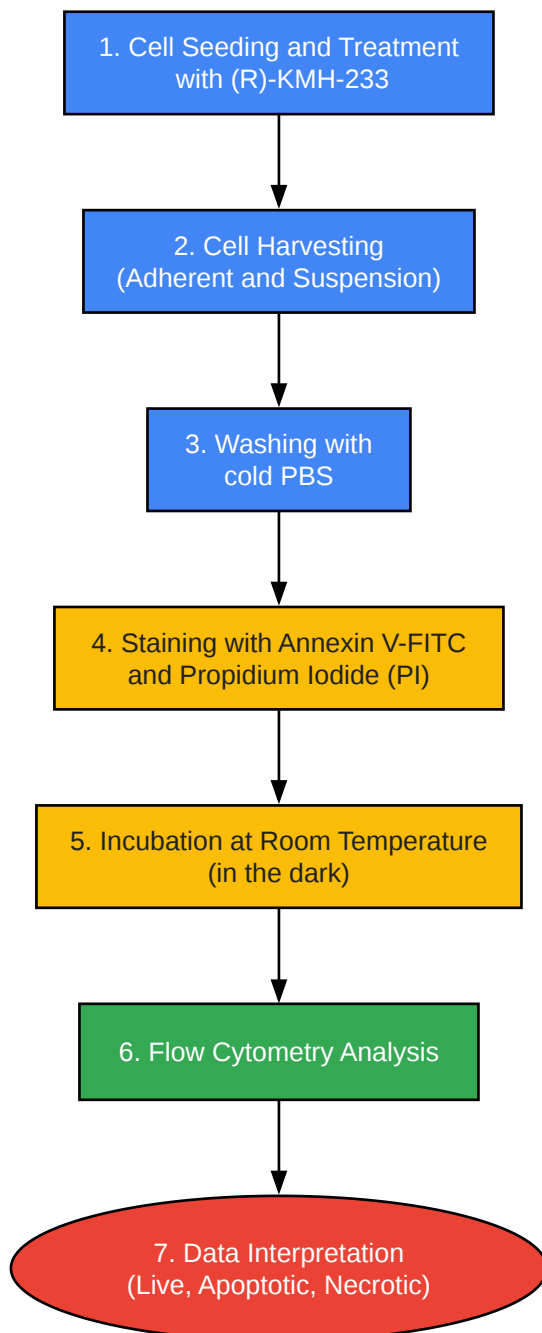 1. Cell Seeding and Treatment
with (R)-KMH-233
2. Cell Harvesting
(Adherent and Suspension)
3. Washing with
cold PBS
4. Staining with Annexin V-FITC
and Propidium Iodide (PI)
5. Incubation at Room Temperature
(in the dark)
6. Flow Cytometry Analysis
7. Data Interpretation
(Live, Apoptotic, Necrotic)